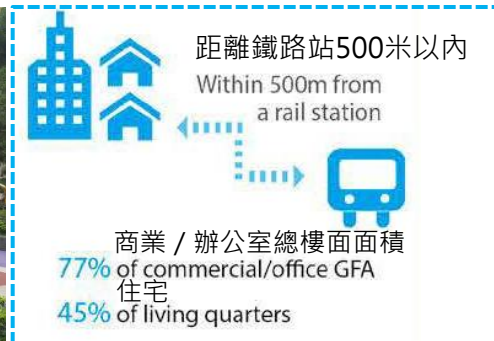 距離鐵路站500米以內
Within 500m from
a rail station
商業 / 辦公室總樓面面積
77% of commercial/office GFA
住宅
45% of living quarters